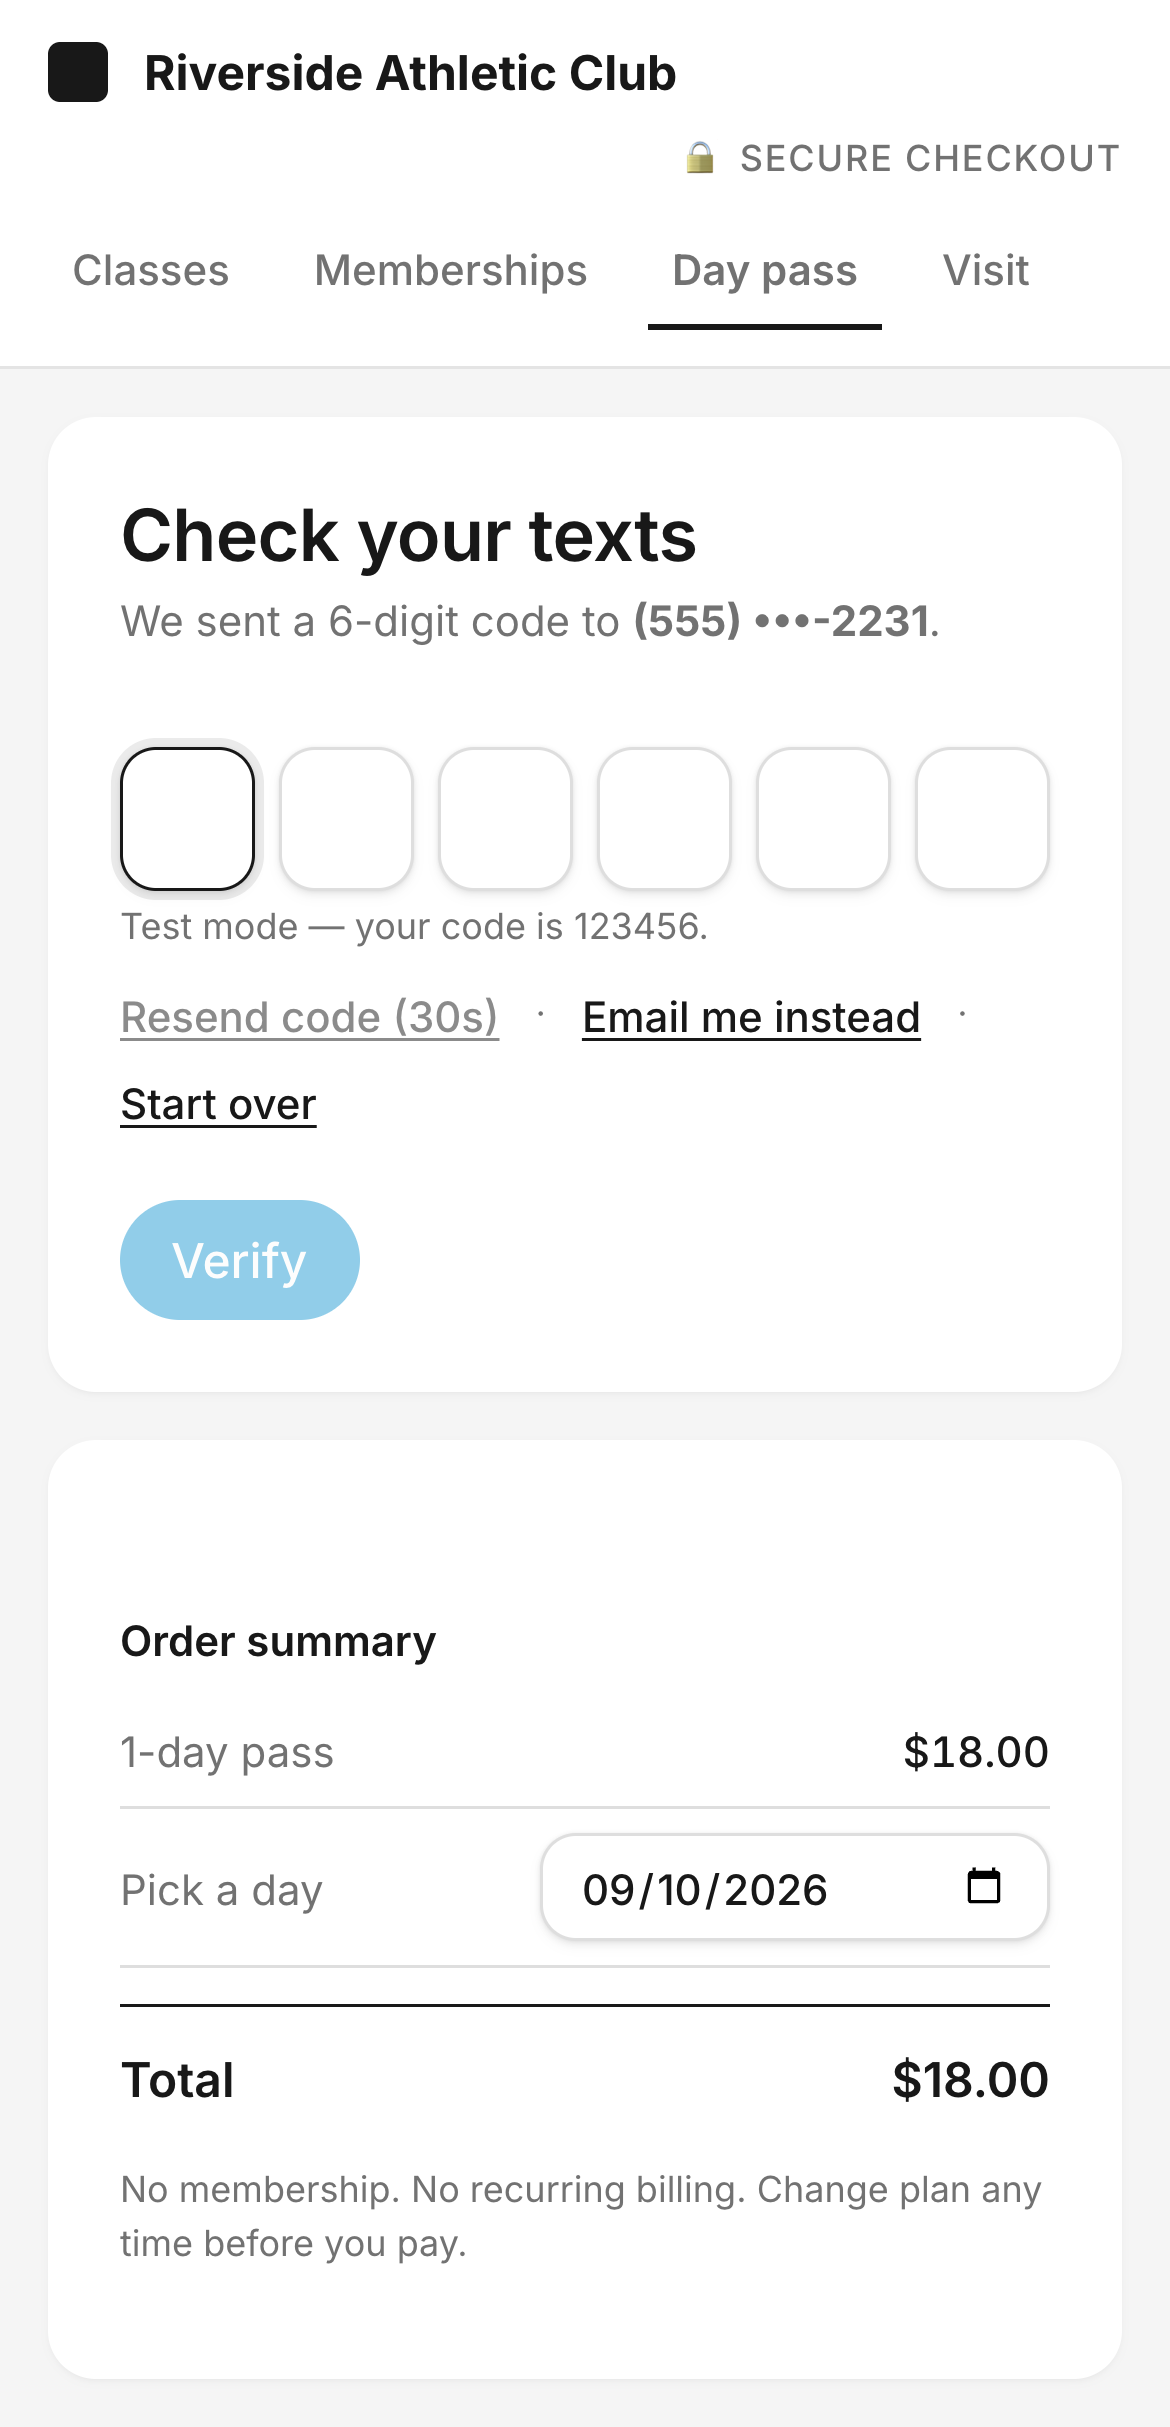 Riverside Athletic Club
🔒 SECURE CHECKOUT
Classes Memberships Day pass Visit
Check your texts
We sent a 6-digit code to (555) •••-2231.
Test mode — your code is 123456.
Resend code (30s) · Email me instead ·
Start over
Verify
Order summary
1-day pass $18.00
Pick a day 09/10/2026
Total $18.00
No membership. No recurring billing. Change plan any
time before you pay.